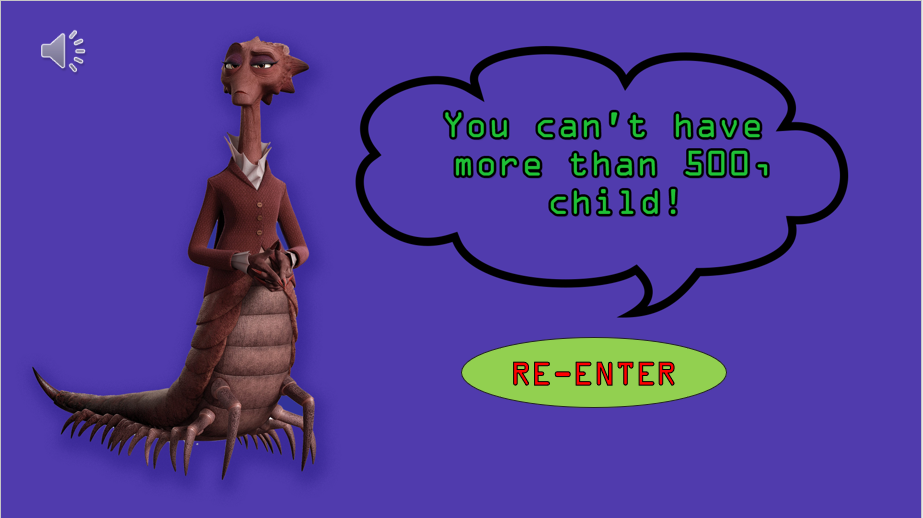 You can't have
more than 500,
child!
RE-ENTER